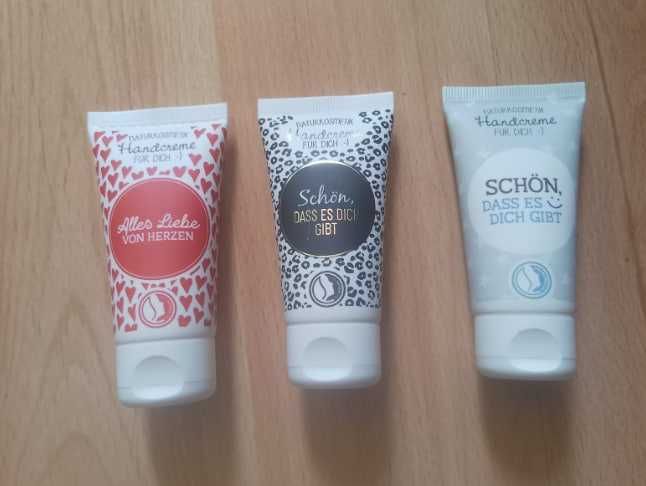 NATURKOSMETIK
Handcreme
FÜR DICH :-)
Alles Liebe
VON HERZEN
NATURKOSMETIK
Handcreme
FÜR DICH :-)
Schön,
DASS ES DICH
GIBT
NATURKOSMETIK
Handcreme
FÜR DICH :-)
SCHÖN,
DASS ES
DICH GIBT